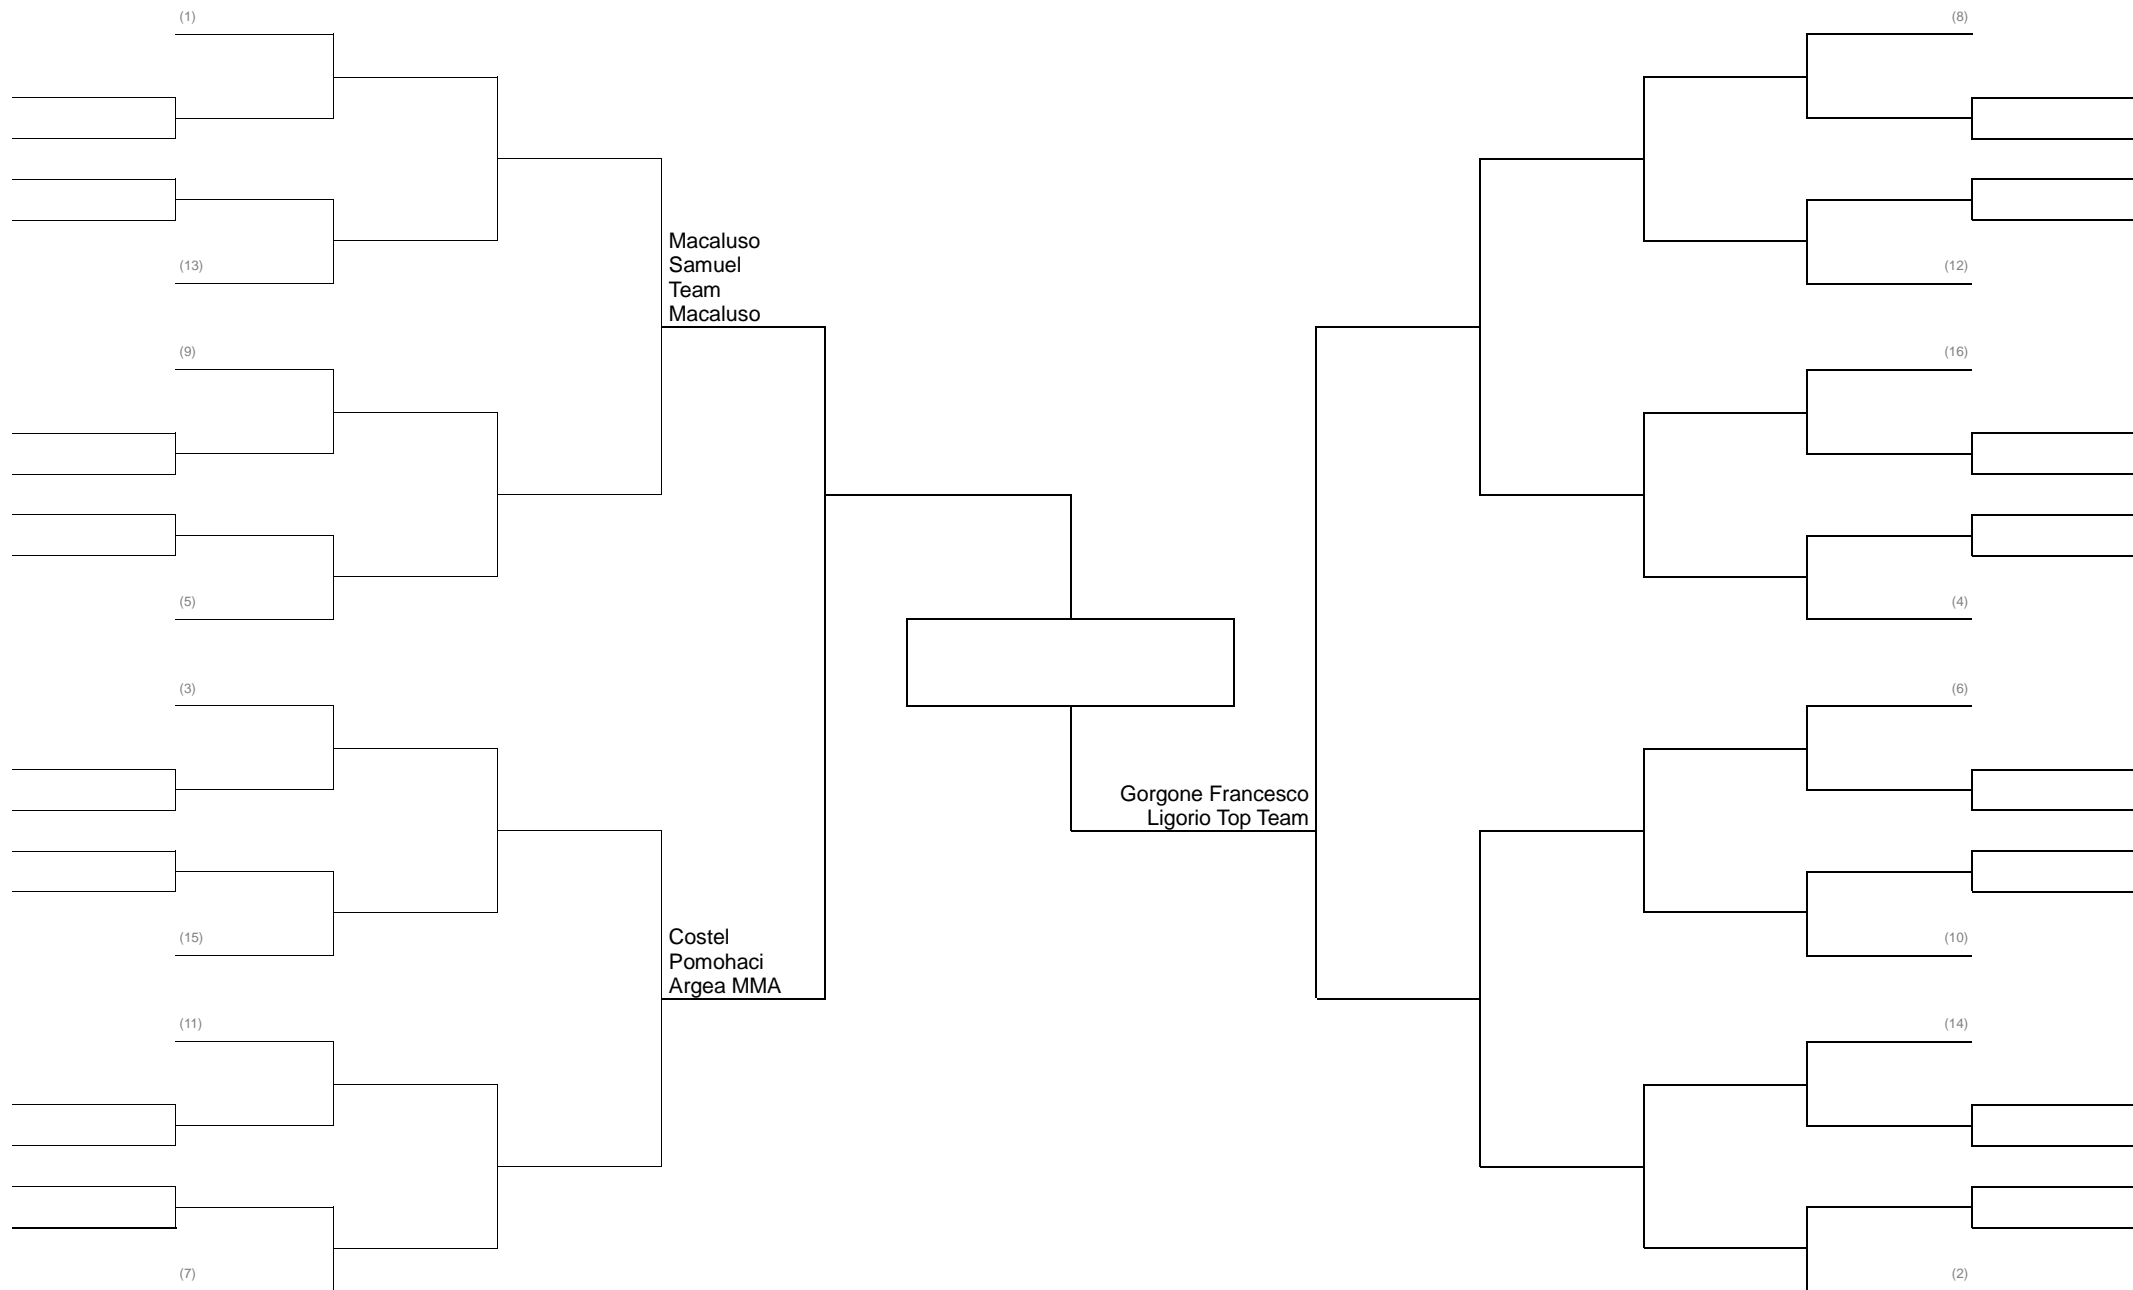 (1)
(8)
Macaluso
Samuel
Team
Macaluso
(13)
(12)
(9)
(16)
(5)
(4)
(3)
(6)
Gorgone Francesco
Ligorio Top Team
Costel
Pomohaci
Argea MMA
(15)
(10)
(11)
(14)
(7)
(2)